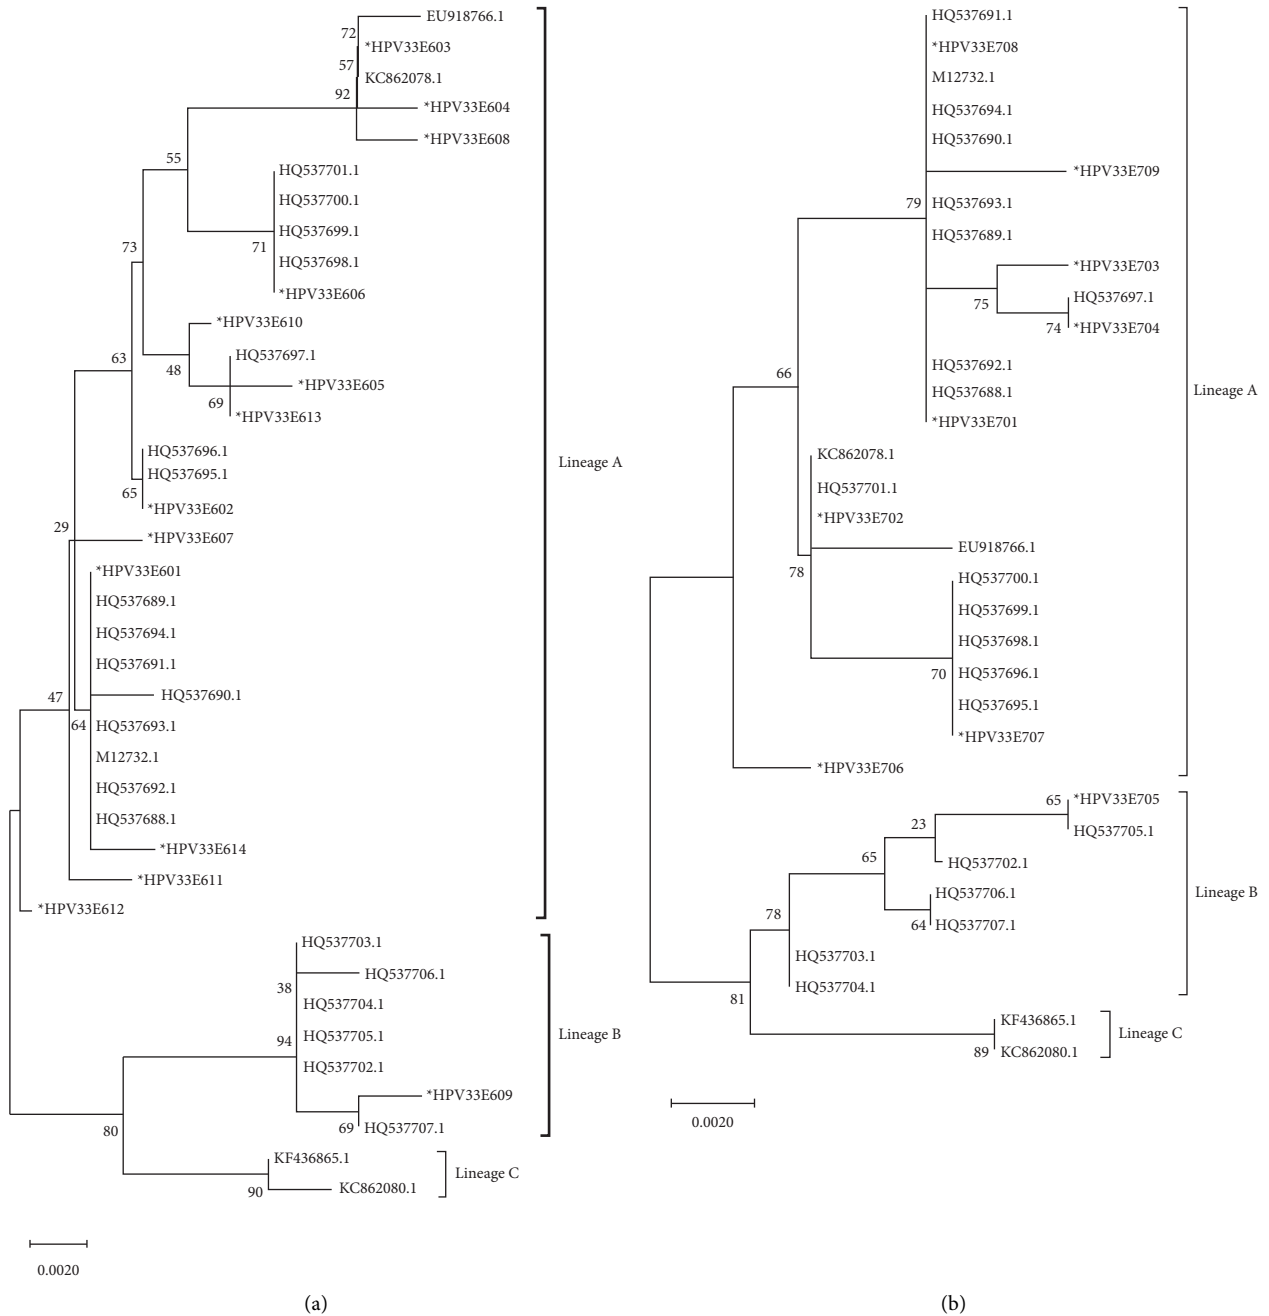 EU918766.1
72
*HPV33E603
57
KC862078.1
92
*HPV33E604
*HPV33E608
55
HQ537701.1
HQ537700.1
HQ537699.1
71
HQ537698.1
*HPV33E606
73
*HPV33E610
HQ537697.1
63
48
*HPV33E605
69
*HPV33E613
HQ537696.1
HQ537695.1
65
*HPV33E602
29
*HPV33E607
*HPV33E601
HQ537689.1
HQ537694.1
HQ537691.1
47
HQ537690.1
64
HQ537693.1
M12732.1
HQ537692.1
HQ537688.1
*HPV33E614
*HPV33E611
*HPV33E612
Lineage A
HQ537703.1
HQ537706.1
38
HQ537704.1
94
HQ537705.1
HQ537702.1
*HPV33E609
69
HQ537707.1
Lineage B
80
KF436865.1
90
KC862080.1
Lineage C
0.0020
(a)
HQ537691.1
*HPV33E708
M12732.1
HQ537694.1
HQ537690.1
*HPV33E709
79
HQ537693.1
HQ537689.1
*HPV33E703
75
HQ537697.1
74
*HPV33E704
66
HQ537692.1
HQ537688.1
*HPV33E701
KC862078.1
HQ537701.1
*HPV33E702
EU918766.1
78
HQ537700.1
HQ537699.1
HQ537698.1
70
HQ537696.1
HQ537695.1
*HPV33E707
*HPV33E706
Lineage A
65
*HPV33E705
23
HQ537705.1
65
HQ537702.1
HQ537706.1
64
HQ537707.1
78
HQ537703.1
HQ537704.1
Lineage B
81
KF436865.1
89
KC862080.1
Lineage C
0.0020
(b)